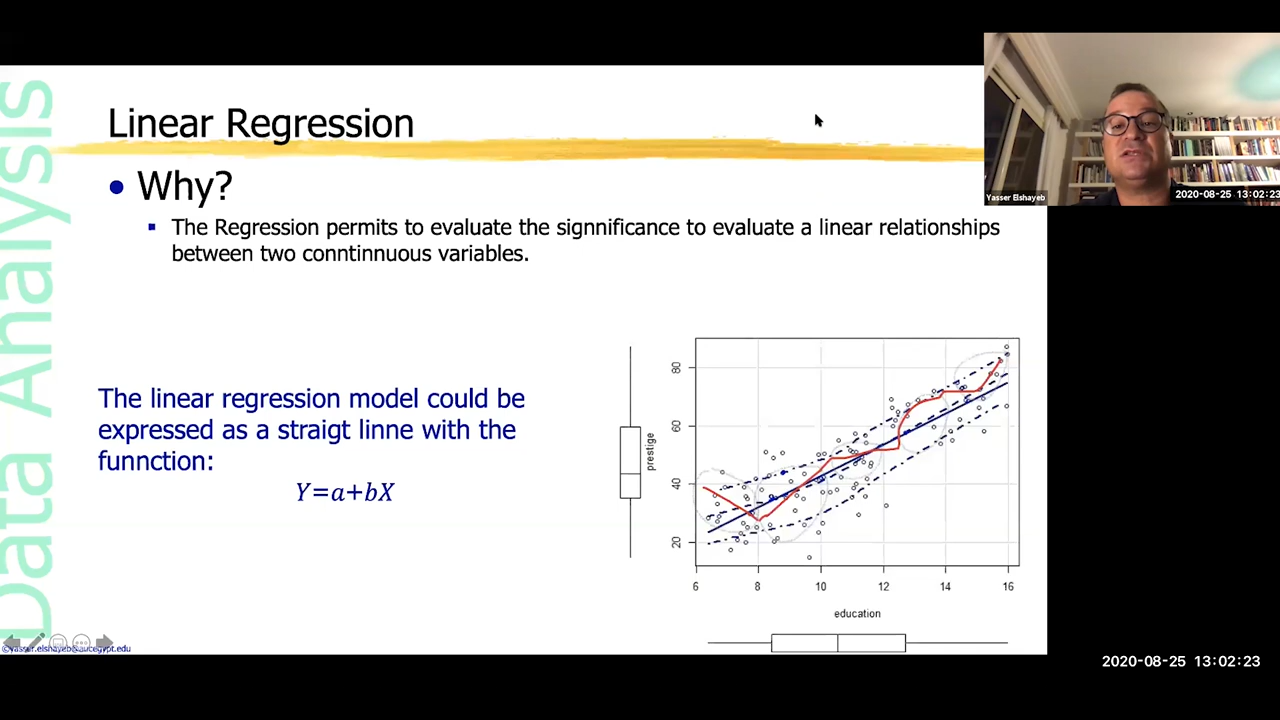 Data Analysis
Linear Regression
Why?
The Regression permits to evaluate the signnificance to evaluate a linear relationships
between two conntinnuous variables.
The linear regression model could be
expressed as a straigt linne with the
funnction:
Y=a+bX
prestige
80
60
40
20
6 8 10 12 14 16
education
©yasser.elshayeb@aucegypt.edu
Yasser Elshayeb
2020-08-25 13:02:23
2020-08-25 13:02:23